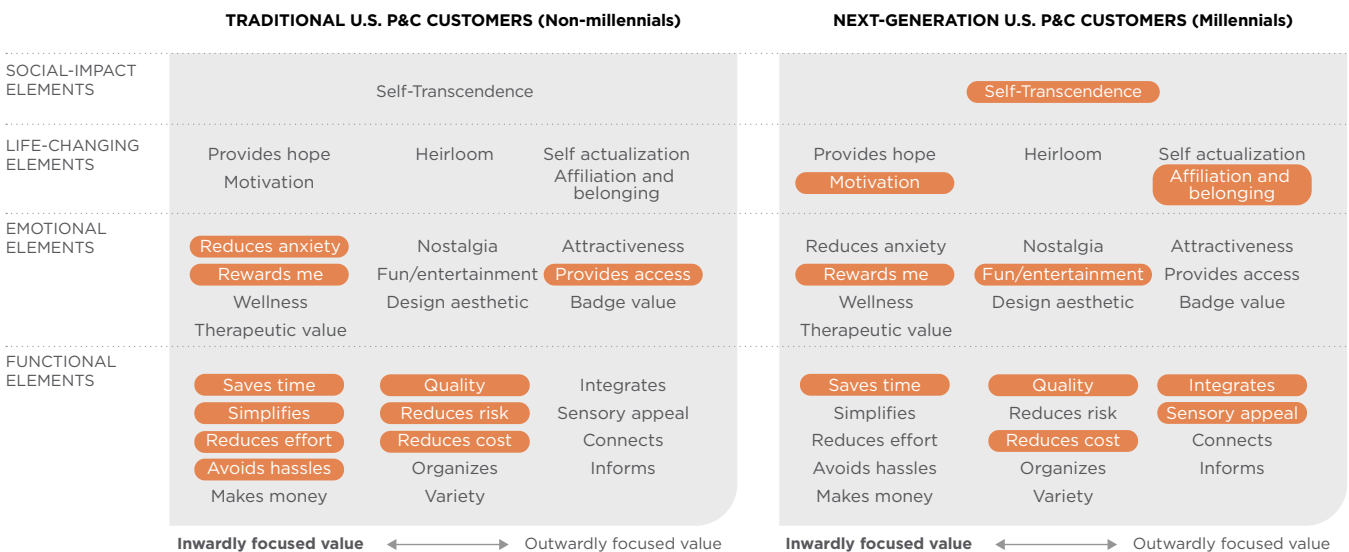 TRADITIONAL U.S. P&C CUSTOMERS (Non-millennials)
NEXT-GENERATION U.S. P&C CUSTOMERS (Millennials)
SOCIAL-IMPACT
ELEMENTS
Self-Transcendence
Self-Transcendence
LIFE-CHANGING
ELEMENTS
Provides hope
Motivation
Heirloom
Self actualization
Affiliation and
belonging
Provides hope
Motivation
Heirloom
Self actualization
Affiliation and
belonging
EMOTIONAL
ELEMENTS
Reduces anxiety
Rewards me
Wellness
Therapeutic value
Nostalgia
Fun/entertainment
Design aesthetic
Attractiveness
Provides access
Badge value
Reduces anxiety
Rewards me
Wellness
Therapeutic value
Nostalgia
Fun/entertainment
Design aesthetic
Attractiveness
Provides access
Badge value
FUNCTIONAL
ELEMENTS
Saves time
Simplifies
Reduces effort
Avoids hassles
Makes money
Quality
Reduces risk
Reduces cost
Organizes
Variety
Integrates
Sensory appeal
Connects
Informs
Saves time
Simplifies
Reduces effort
Avoids hassles
Makes money
Quality
Reduces risk
Reduces cost
Organizes
Variety
Integrates
Sensory appeal
Connects
Informs
Inwardly focused value
Outwardly focused value
Inwardly focused value
Outwardly focused value